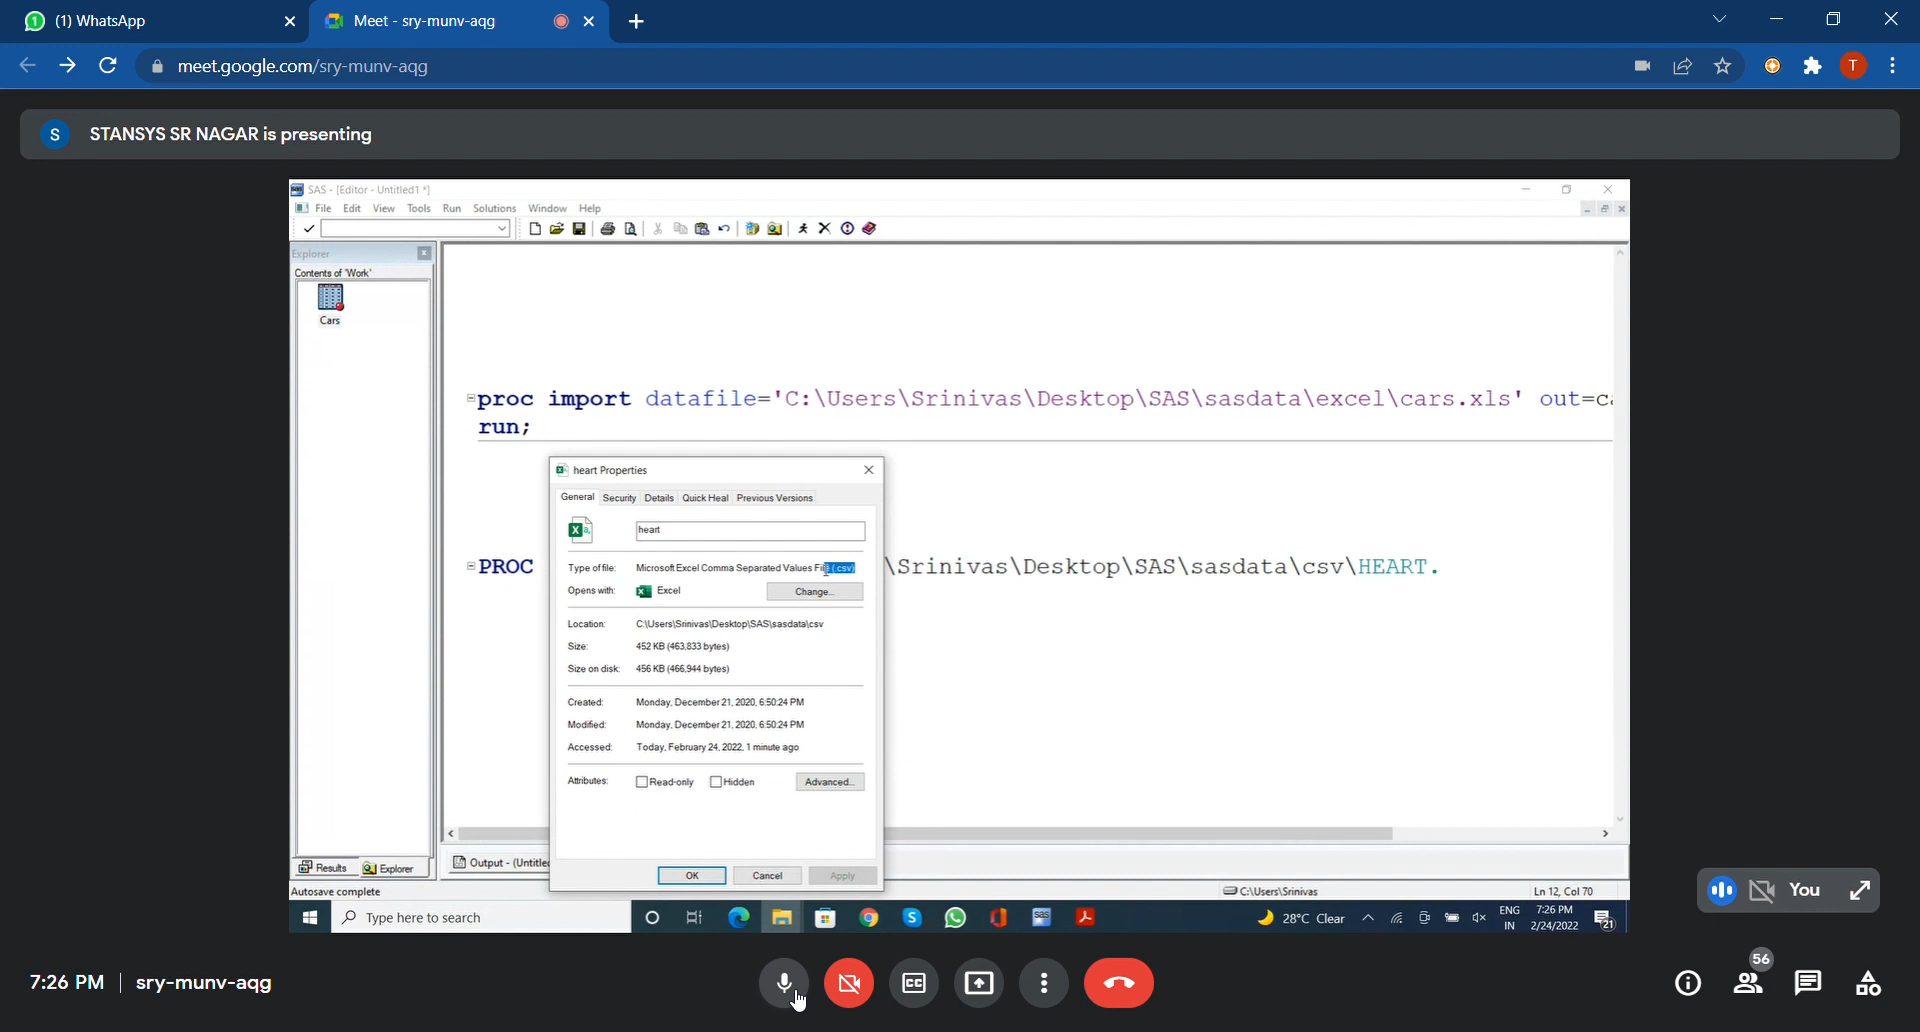 (1) WhatsApp
Meet - sry-munv-aqg
meet.google.com/sry-munv-aqg
T
S STANSYS SR NAGAR is presenting
SAS - [Editor - Untitled1 *]
File Edit View Tools Run Solutions Window Help
Explorer
Contents of 'Work'
Cars
proc import datafile='C:\Users\Srinivas\Desktop\SAS\sasdata\excel\cars.xls' out=ca
run;
heart Properties
General Security Details Quick Heal Previous Versions
heart
PROC \Srinivas\Desktop\SAS\sasdata\csv\HEART.
Type of file: Microsoft Excel Comma Separated Values File (.csv)
Opens with: Excel Change...
Location: C:\Users\Srinivas\Desktop\SAS\sasdata\csv
Size: 452 KB (463,833 bytes)
Size on disk: 456 KB (466,944 bytes)
Created: Monday, December 21, 2020, 6:50:24 PM
Modified: Monday, December 21, 2020, 6:50:24 PM
Accessed: Today, February 24, 2022, 1 minute ago
Attributes: Read-only Hidden Advanced...
OK Cancel Apply
Results Explorer
Output - (Untitled
Autosave complete
C:\Users\Srinivas
Ln 12, Col 70
Type here to search
28°C Clear
ENG
IN
7:26 PM
2/24/2022
21
You
7:26 PM sry-munv-aqg
CC
56